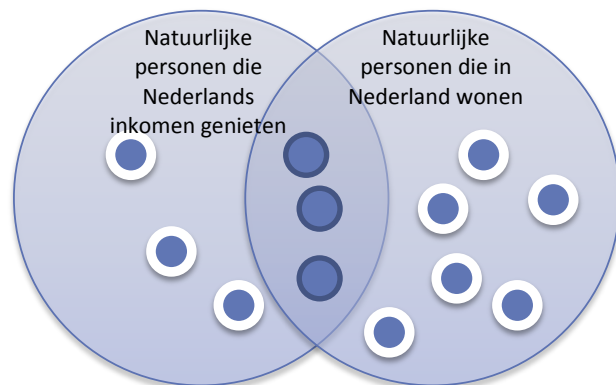 Natuurlijke
personen die
Nederlands
inkomen genieten
Natuurlijke
personen die in
Nederland wonen